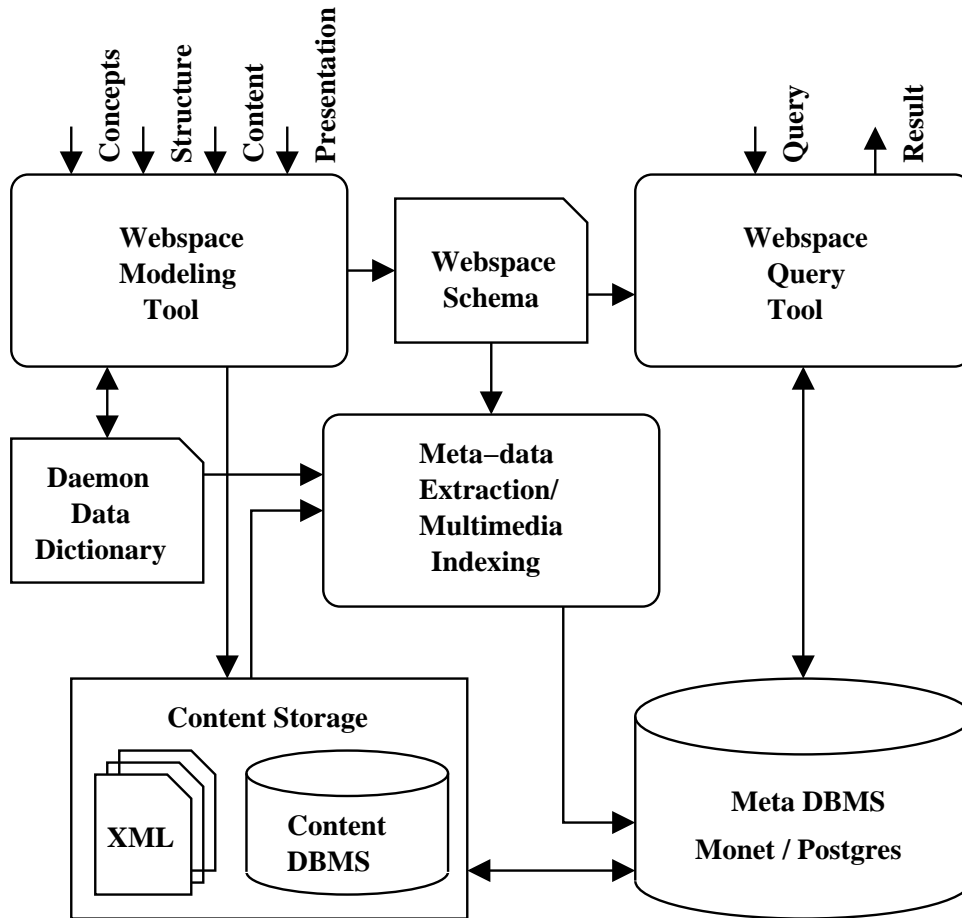 Concepts
Structure
Content
Presentation
Query
Result
Webspace
Modeling
Tool
Webspace
Schema
Webspace
Query
Tool
Daemon
Data
Dictionary
Meta−data
Extraction/
Multimedia
Indexing
Content Storage
XML
Content
DBMS
Meta DBMS
Monet / Postgres